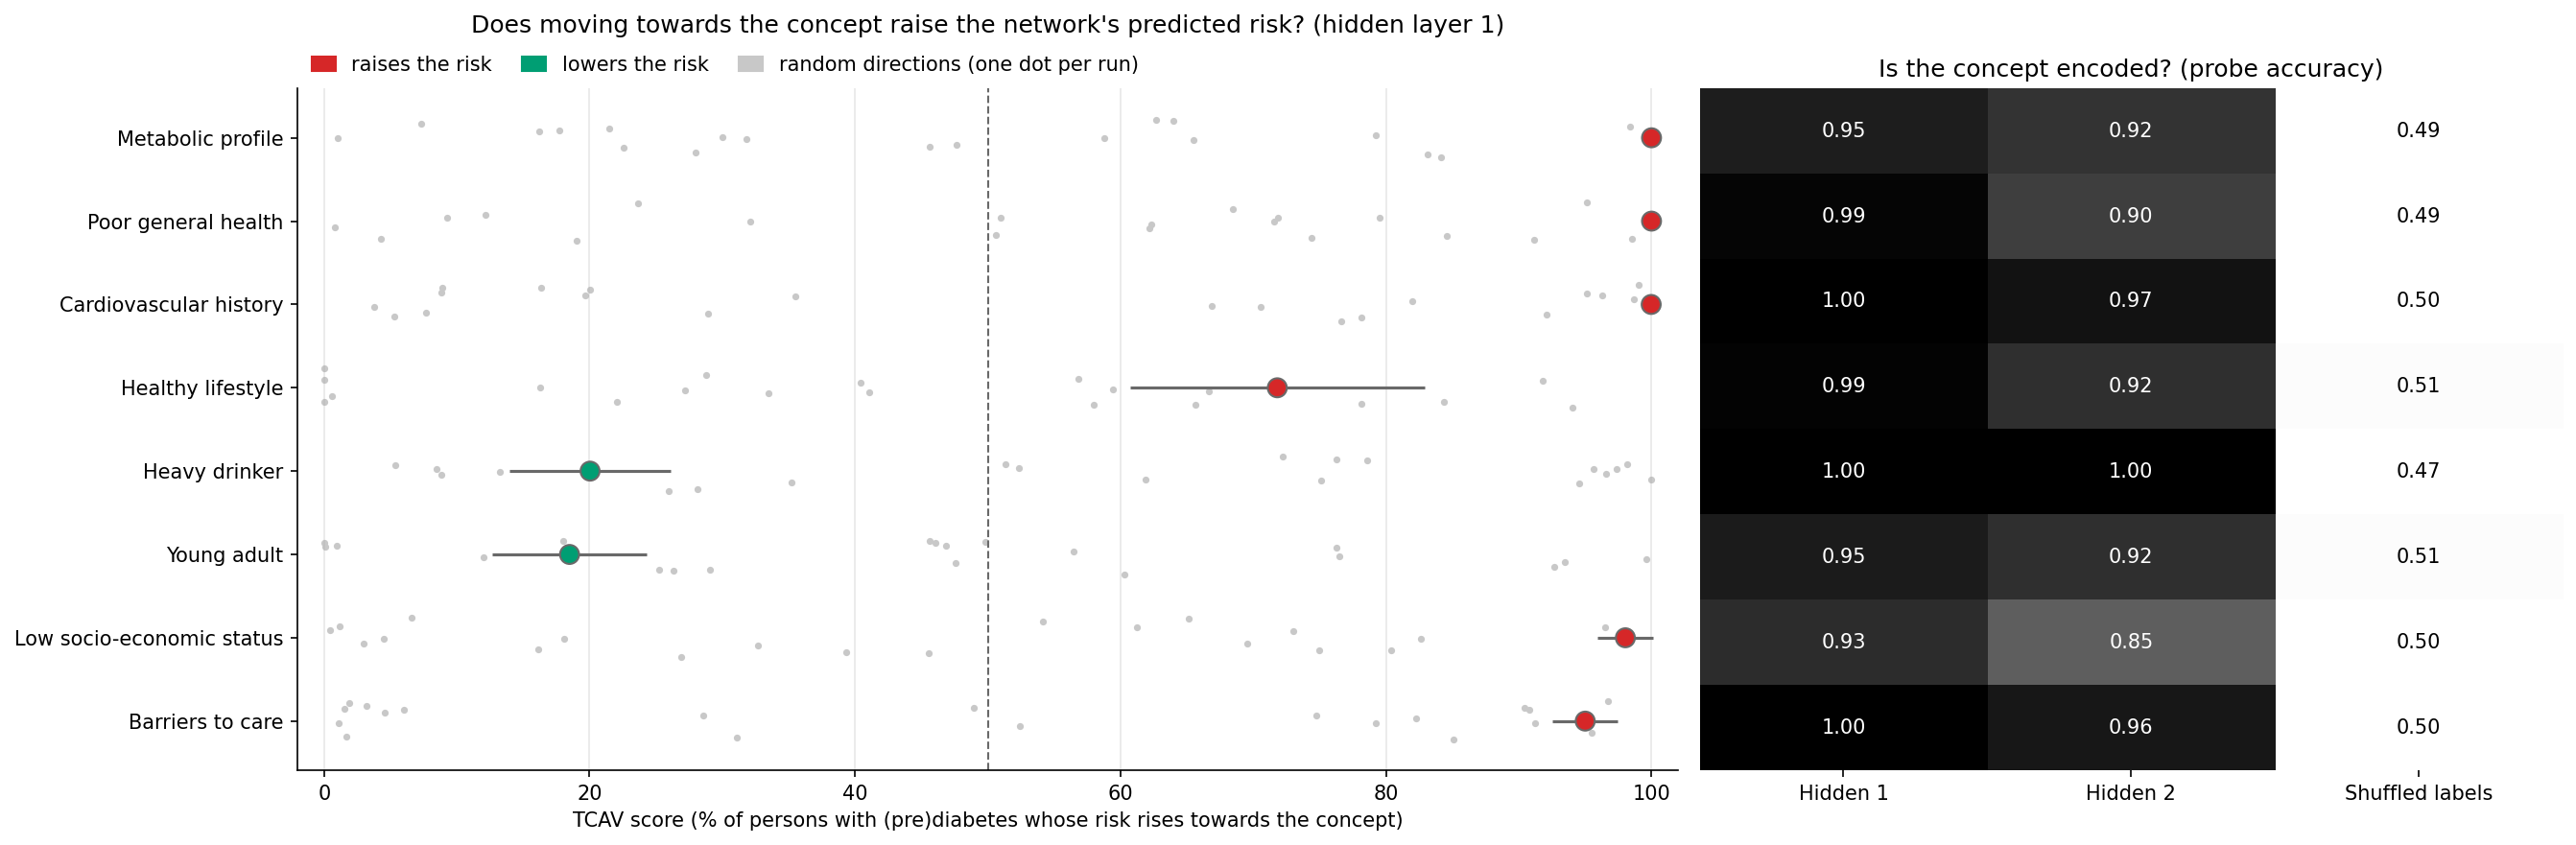 Does moving towards the concept raise the network's predicted risk? (hidden layer 1)
raises the risk lowers the risk random directions (one dot per run)
Is the concept encoded? (probe accuracy)
Metabolic profile 0.95 0.92 0.49
Poor general health 0.99 0.90 0.49
Cardiovascular history 1.00 0.97 0.50
Healthy lifestyle 0.99 0.92 0.51
Heavy drinker 1.00 1.00 0.47
Young adult 0.95 0.92 0.51
Low socio-economic status 0.93 0.85 0.50
Barriers to care 1.00 0.96 0.50
0 20 40 60 80 100 Hidden 1 Hidden 2 Shuffled labels
TCAV score (% of persons with (pre)diabetes whose risk rises towards the concept)